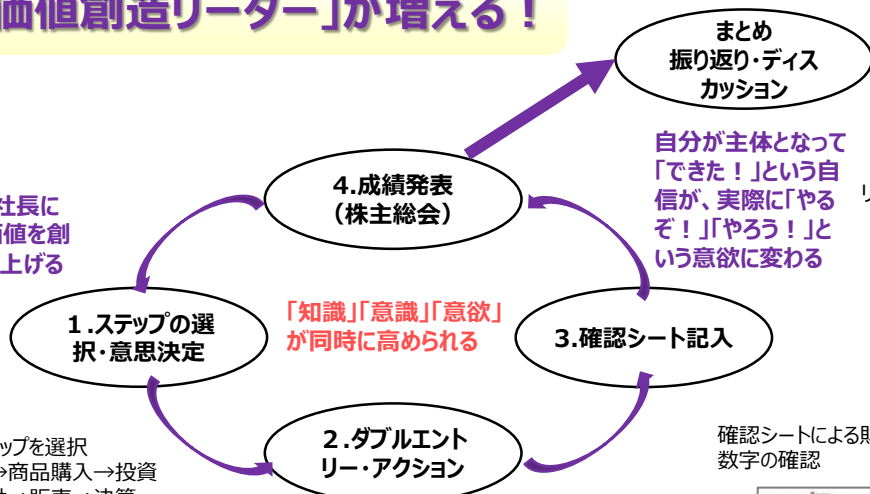 価値創造リーダー」が増える！
まとめ
振り返り・ディス
カッション
自分が主体となって
「できた！」という自
信が、実際に「やる
ぞ！」「やろう！」と
いう意欲に変わる
リ
4.成績発表
（株主総会）
社長に
価値を創
上げる
「知識」「意識」「意欲」
が同時に高められる
１.ステップの選
択・意思決定
3.確認シート記入
２.ダブルエント
リー・アクション
ップを選択
→商品購入→投資
→販売→決算
確認シートによる財
数字の確認